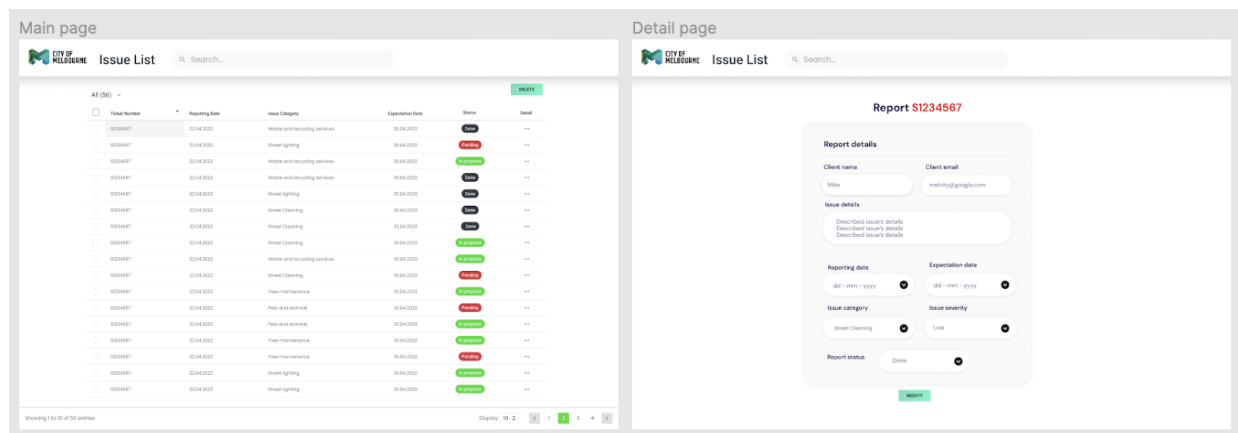 Main page
CITY OF
MELBOURNE
Issue List
Search...
All (56)
DELETE
Ticket Number Reporting Date Issue Category Expectation Date Status Detail
S1234567 22.04.2022 Waste and recycling services 30.04.2022 Done ...
S1234567 22.04.2022 Street lighting 30.04.2022 Pending ...
S1234567 22.04.2022 Waste and recycling services 30.04.2022 In progress ...
S1234567 22.04.2022 Waste and recycling services 30.04.2022 Done ...
S1234567 22.04.2022 Street lighting 30.04.2022 Done ...
S1234567 22.04.2022 Street Cleaning 30.04.2022 Done ...
S1234567 22.04.2022 Street Cleaning 30.04.2022 Done ...
S1234567 22.04.2022 Street Cleaning 30.04.2022 In progress ...
S1234567 22.04.2022 Waste and recycling services 30.04.2022 In progress ...
S1234567 22.04.2022 Street Cleaning 30.04.2022 Pending ...
S1234567 22.04.2022 Tree maintenance 30.04.2022 In progress ...
S1234567 22.04.2022 Pets and animals 30.04.2022 Pending ...
S1234567 22.04.2022 Pets and animals 30.04.2022 In progress ...
S1234567 22.04.2022 Tree maintenance 30.04.2022 In progress ...
S1234567 22.04.2022 Tree maintenance 30.04.2022 Pending ...
S1234567 22.04.2022 Street lighting 30.04.2022 In progress ...
S1234567 22.04.2022 Street lighting 30.04.2022 In progress ...
Showing 1 to 10 of 50 entries
Display 10
< 1 2 3 4 >
Detail page
CITY OF
MELBOURNE
Issue List
Search...
Report S1234567
Report details
Client name Client email
Mike melcity@google.com
Issue details
Described issue's details
Described issue's details
Described issue's details
Reporting date Expectation date
dd - mm - yyyy dd - mm - yyyy
Issue category Issue severity
Street Cleaning Low
Report status Done
MODIFY